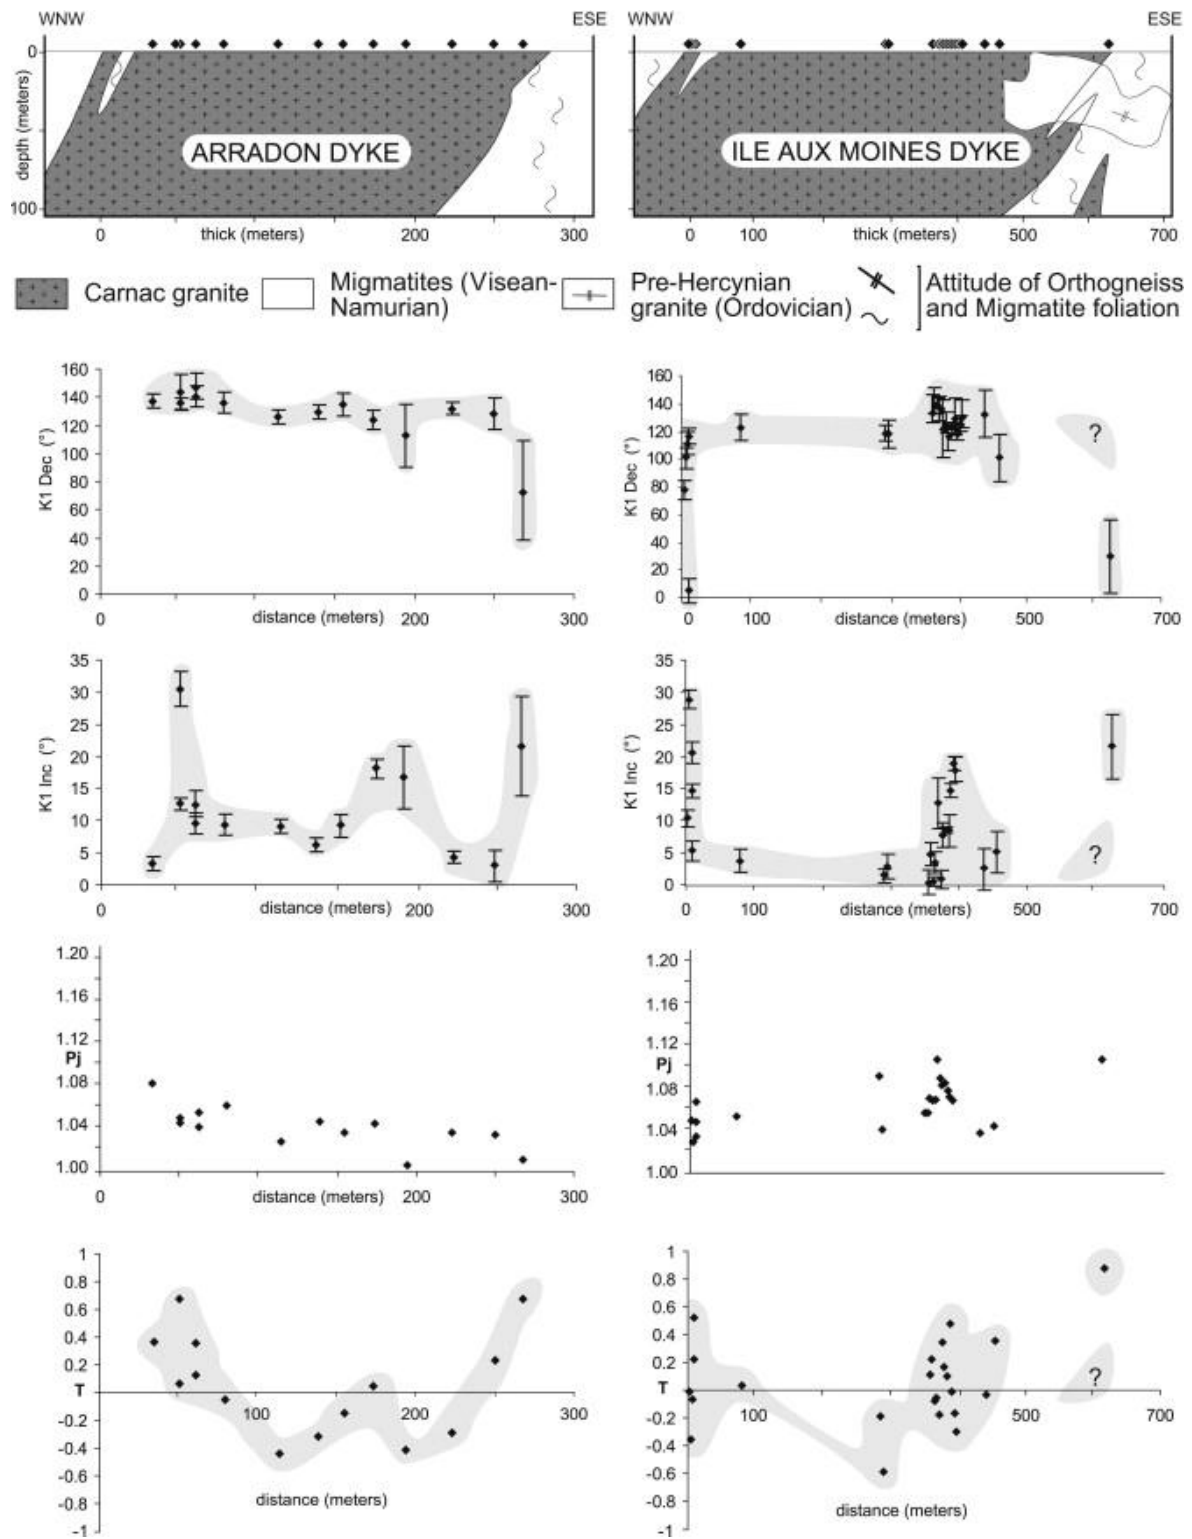 WNW ESE WNW ESE
0
depth (meters)
ARRADON DYKE
ILE AUX MOINES DYKE
100
0 thick (meters) 200 300
0 100 thick (meters) 500 700
Carnac granite
Migmatites (Visean-
Namurian)
Pre-Hercynian
granite (Ordovician)
Attitude of Orthogneiss
and Migmatite foliation
160
140
120
100
80
60
40
20
0
K1 Dec (°)
0 distance (meters) 200 300
160
140
120
100
80
60
40
20
0
K1 Dec (°)
?
100 distance (meters) 500 700
35
30
25
20
15
10
5
0
K1 Inc (°)
0 distance (meters) 200 300
35
30
25
20
15
10
5
0
K1 Inc (°)
?
0 100 distance (meters) 500 700
1.20
1.16
1.12
Pj
1.08
1.04
1.00
0 distance (meters) 200 300
1.20
1.16
1.12
Pj
1.08
1.04
1.00
1
0.8
0.6
0.4
0.2
T
-0.2
-0.4
-0.6
-0.8
-1
100 200 300
distance (meters)
1
0.8
0.6
0.4
0.2
T
0
-0.2
-0.4
-0.6
-0.8
-1
?
100 500 700
distance (meters)